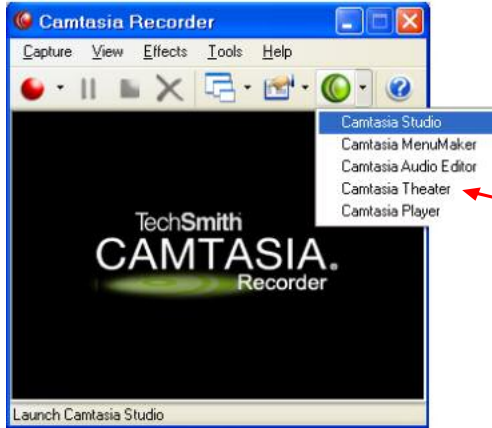 Camtasia Recorder
Capture View Effects Tools Help
Camtasia Studio
Camtasia MenuMaker
Camtasia Audio Editor
Camtasia Theater
Camtasia Player
TechSmith
CAMTASIA.
Recorder
Launch Camtasia Studio